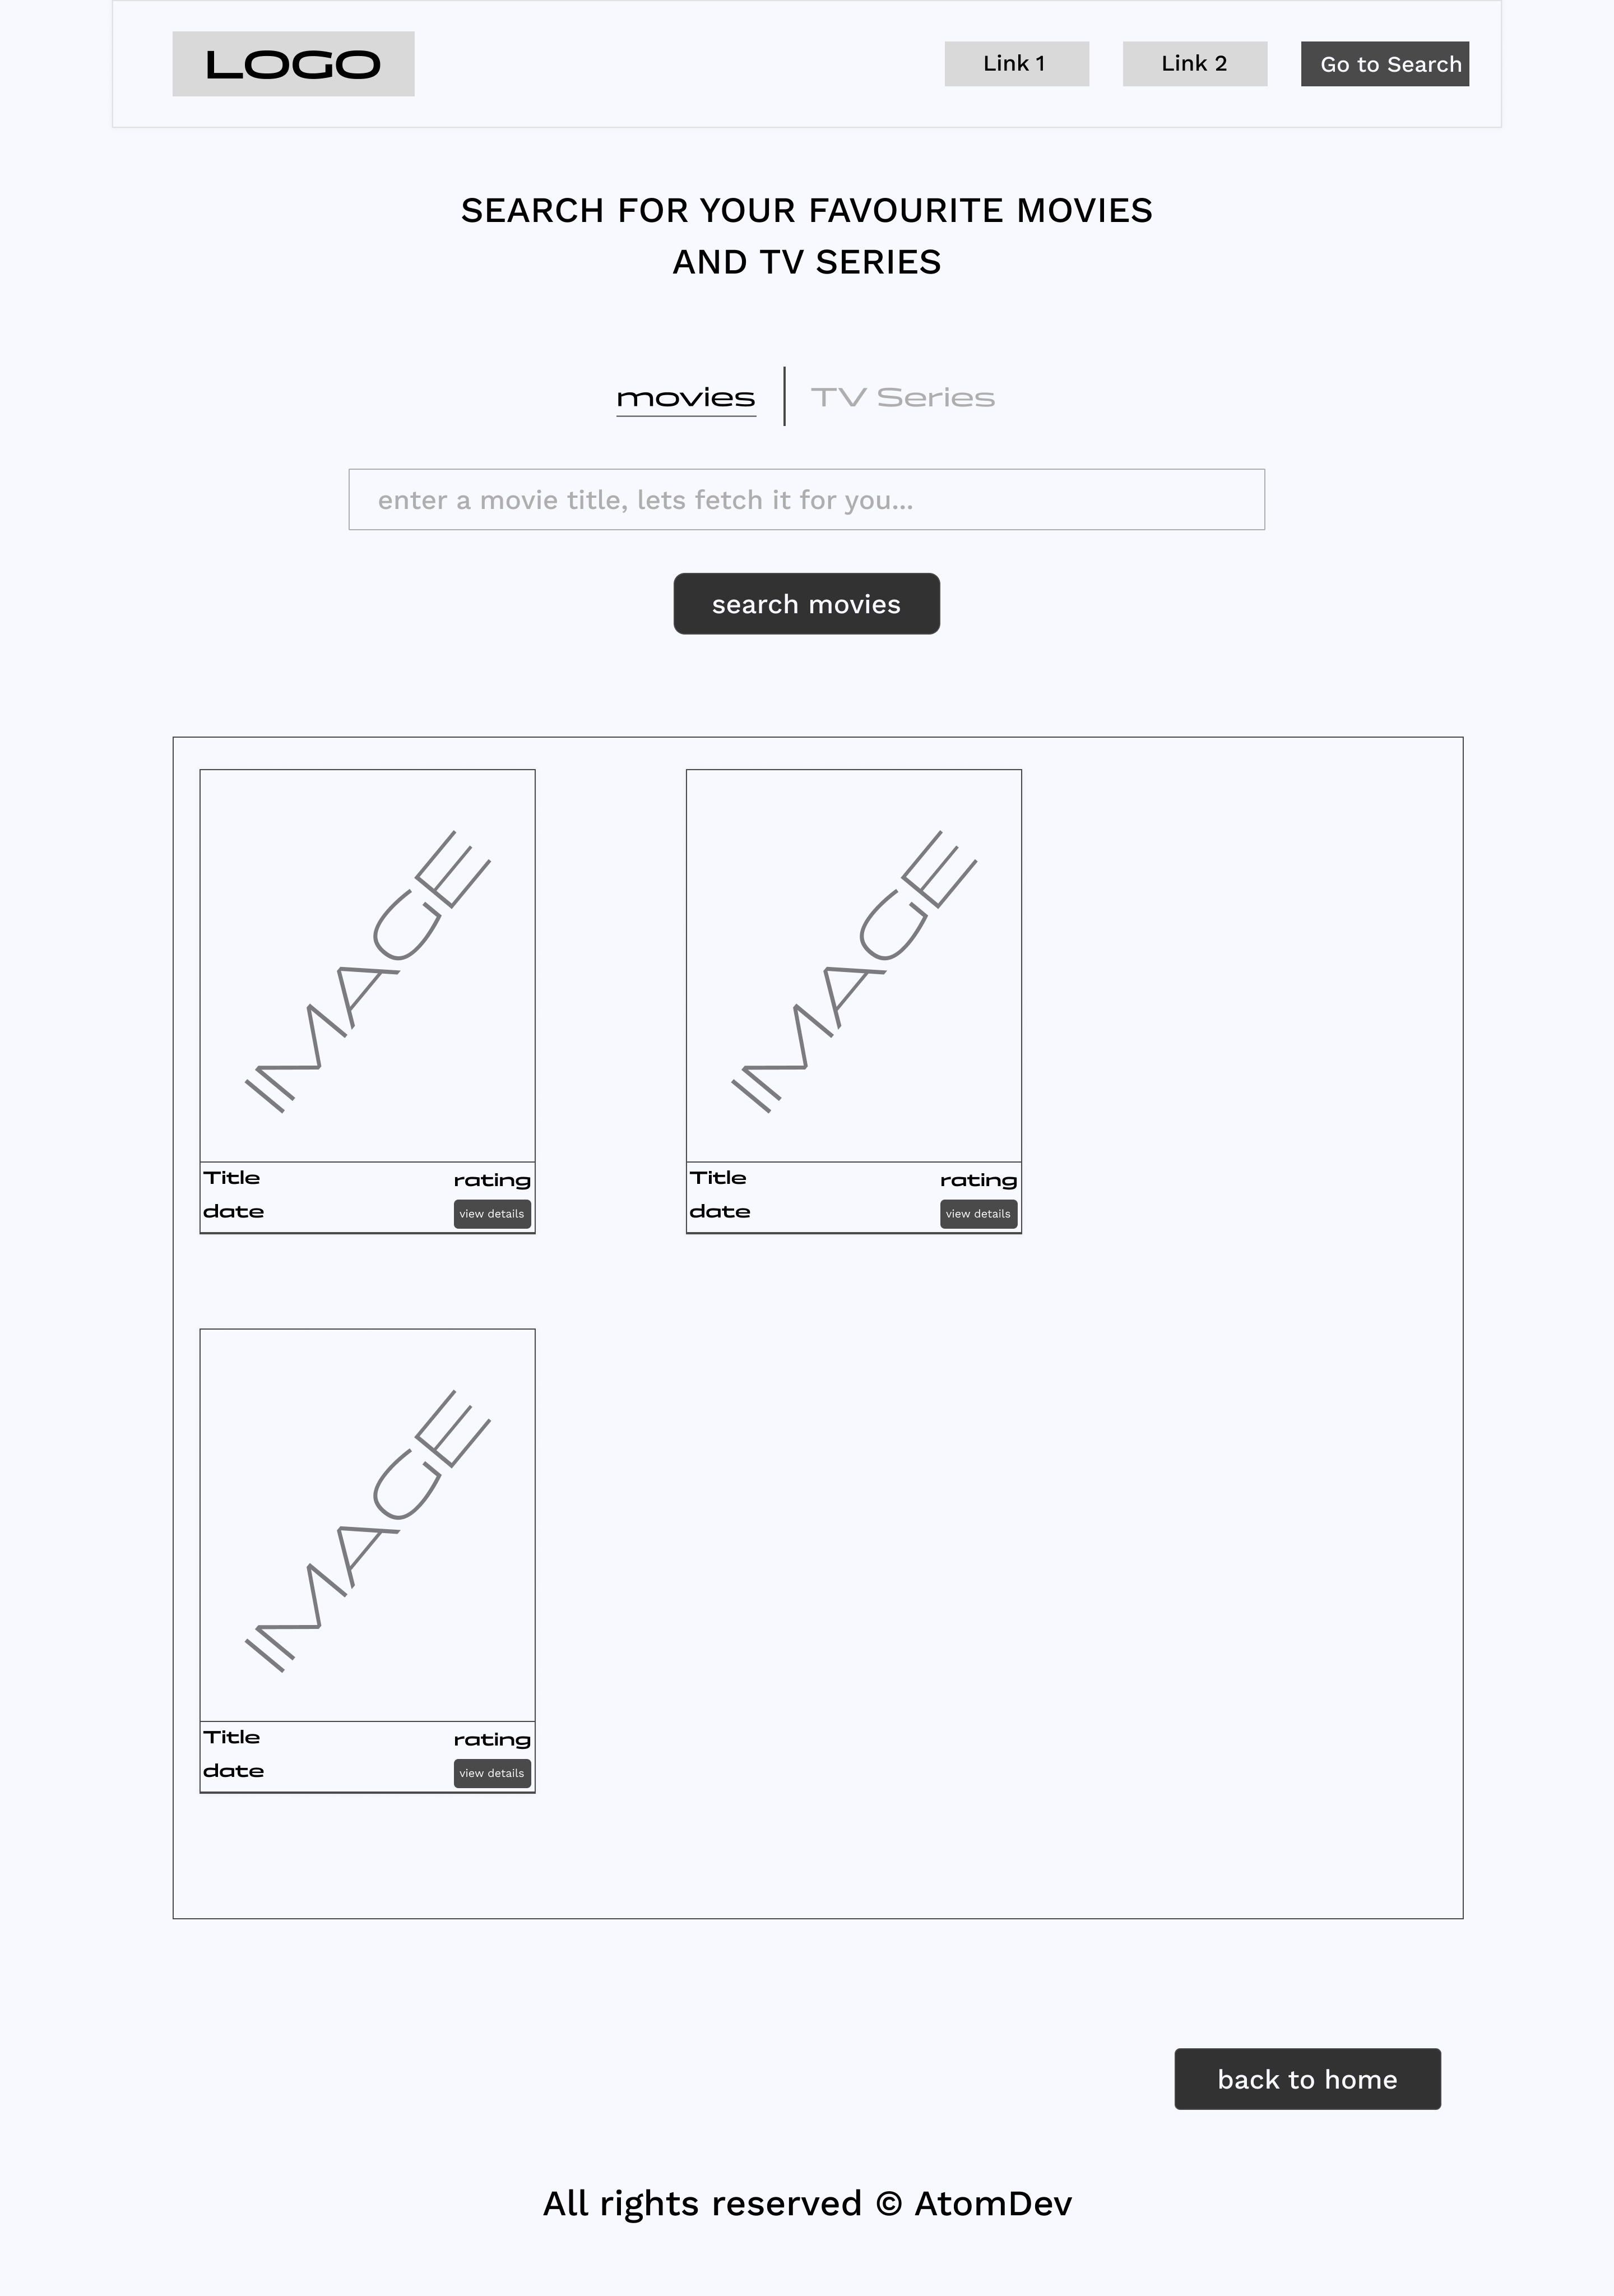 LOGO
Link 1
Link 2
Go to Search
SEARCH FOR YOUR FAVOURITE MOVIES
AND TV SERIES
movies
TV Series
enter a movie title, lets fetch it for you...
search movies
IMAGE
Title
rating
date
view details
IMAGE
Title
rating
date
view details
IMAGE
Title
rating
date
view details
back to home
All rights reserved © AtomDev